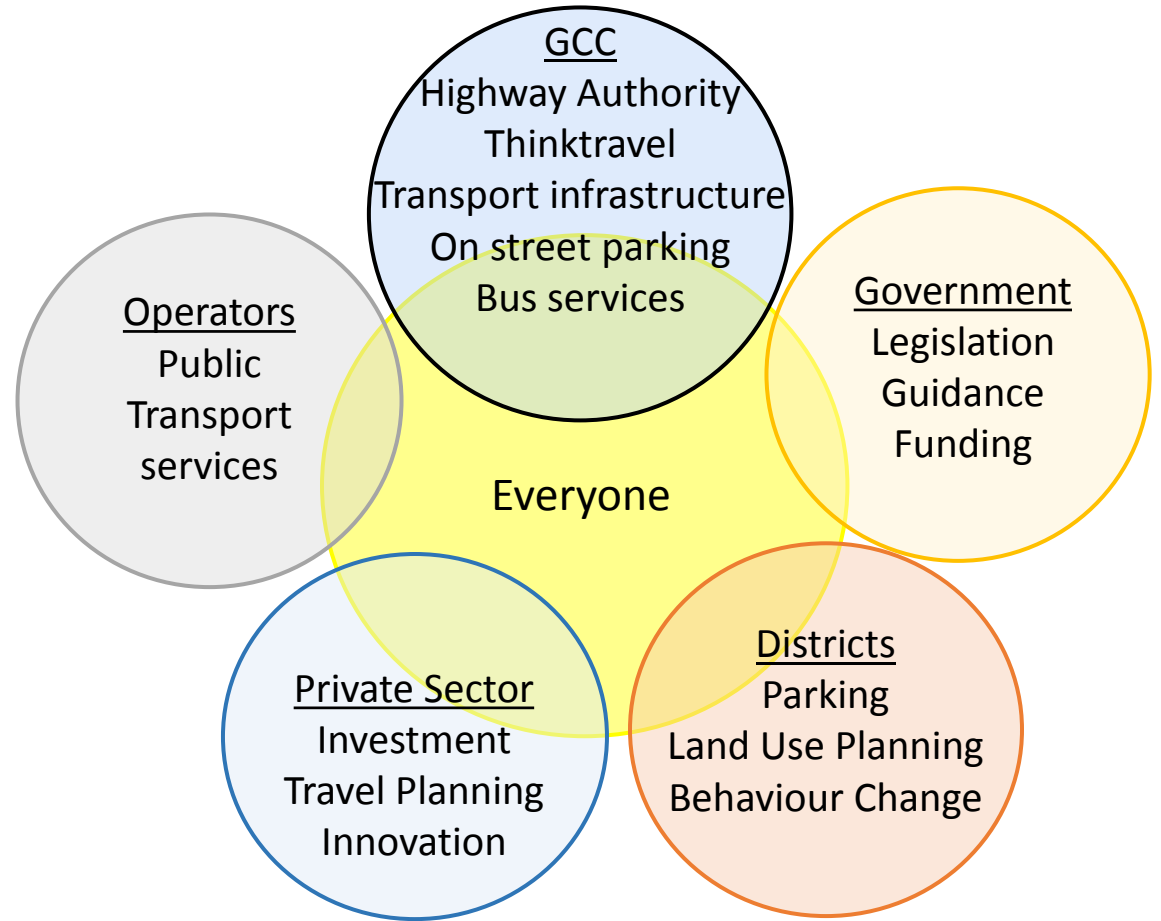 GCC
Highway Authority
Thinktravel
Transport infrastructure
On street parking
Bus services
Operators
Public
Transport
services
Government
Legislation
Guidance
Funding
Everyone
Private Sector
Investment
Travel Planning
Innovation
Districts
Parking
Land Use Planning
Behaviour Change